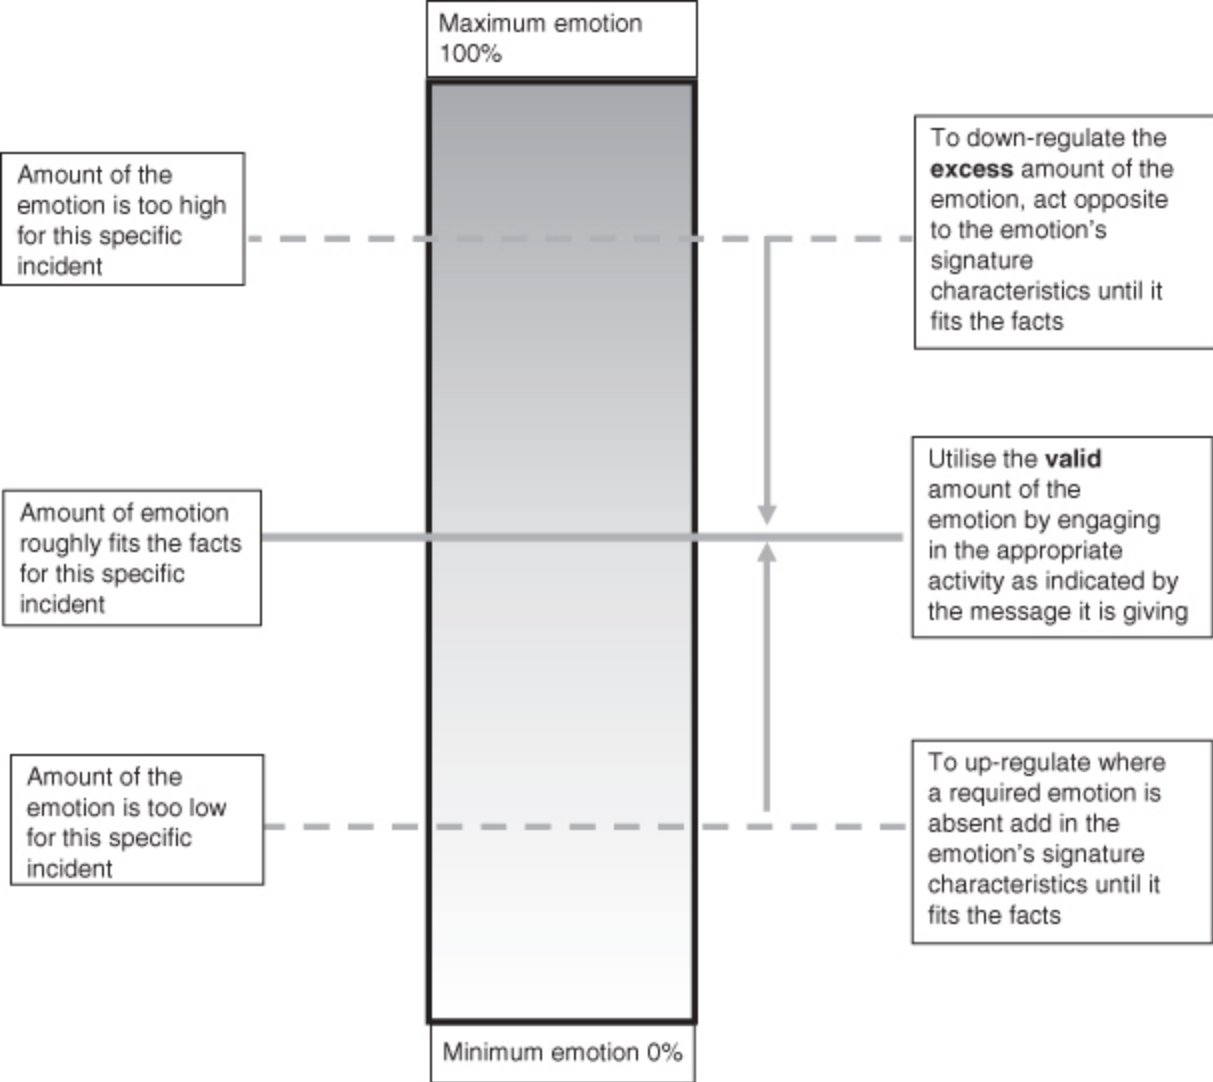 Maximum emotion
100%
Amount of the
emotion is too high
for this specific
incident
To down-regulate the
excess amount of the
emotion, act opposite
to the emotion's
signature
characteristics until it
fits the facts
Amount of emotion
roughly fits the facts
for this specific
incident
Utilise the valid
amount of the
emotion by engaging
in the appropriate
activity as indicated by
the message it is giving
Amount of the
emotion is too low
for this specific
incident
To up-regulate where
a required emotion is
absent add in the
emotion's signature
characteristics until it
fits the facts
Minimum emotion 0%